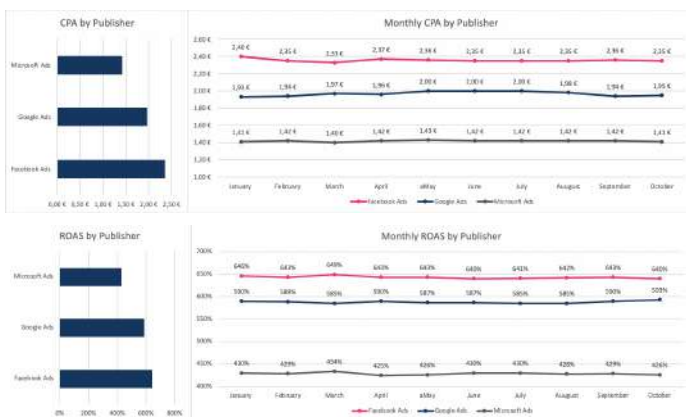 CPA by Publisher
Microsoft Ads
Google Ads
Facebook Ads
0,00 € 0,50 € 1,00 € 1,50 € 2,00 € 2,50 €
Monthly CPA by Publisher
2,60 €
2,40 €
2,20 €
2,00 €
1,80 €
1,60 €
1,40 €
1,20 €
1,00 €
2,40 € 2,35 € 2,33 € 2,37 € 2,36 € 2,35 € 2,35 € 2,35 € 2,36 € 2,35 €
1,93 € 1,94 € 1,97 € 1,96 € 2,00 € 2,00 € 2,00 € 1,98 € 1,94 € 1,95 €
1,41 € 1,42 € 1,40 € 1,42 € 1,43 € 1,42 € 1,42 € 1,42 € 1,42 € 1,41 €
January February March April May June July August September October
Facebook Ads Google Ads Microsoft Ads
ROAS by Publisher
Microsoft Ads
Google Ads
Facebook Ads
0% 200% 400% 600% 800%
Monthly ROAS by Publisher
700%
650%
600%
550%
500%
450%
400%
646% 643% 649% 643% 643% 640% 641% 642% 643% 640%
590% 589% 585% 590% 587% 587% 585% 585% 590%
430% 429% 434% 425% 426% 430% 430% 428% 429% 426%
January February March April May June July August September October
Facebook Ads Google Ads Microsoft Ads